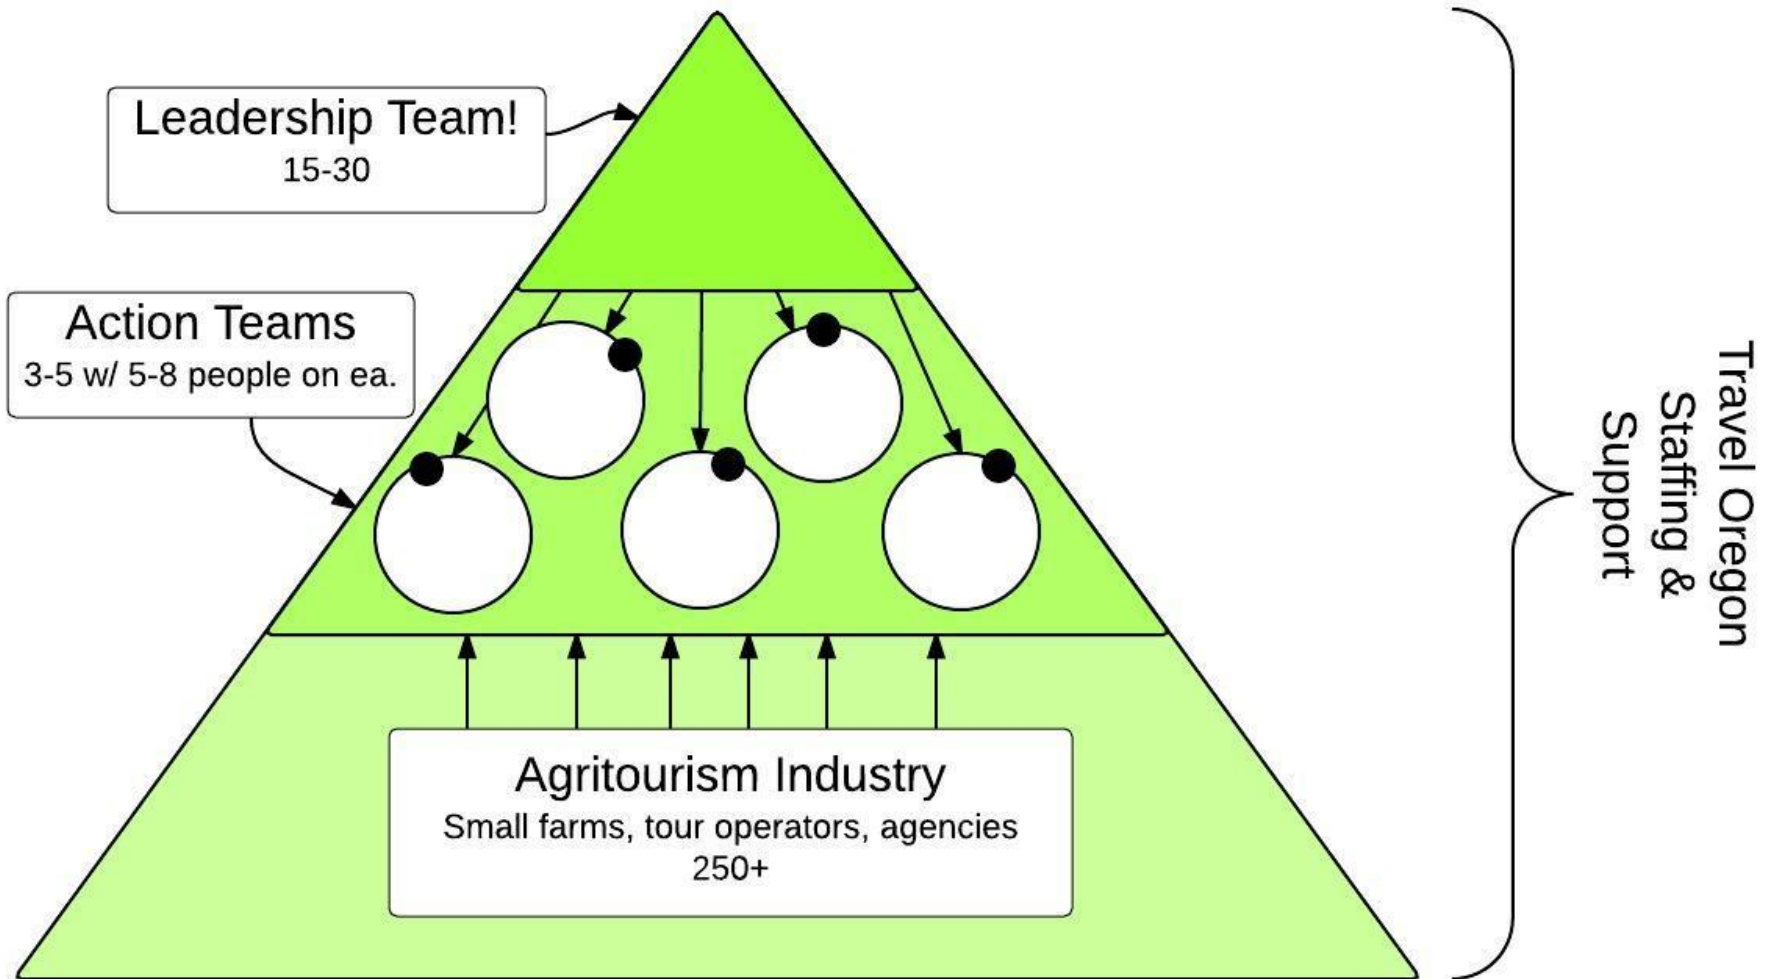 Leadership Team!
15-30
Action Teams
3-5 w/ 5-8 people on ea.
Agritourism Industry
Small farms, tour operators, agencies
250+
Travel Oregon
Staffing &
Support